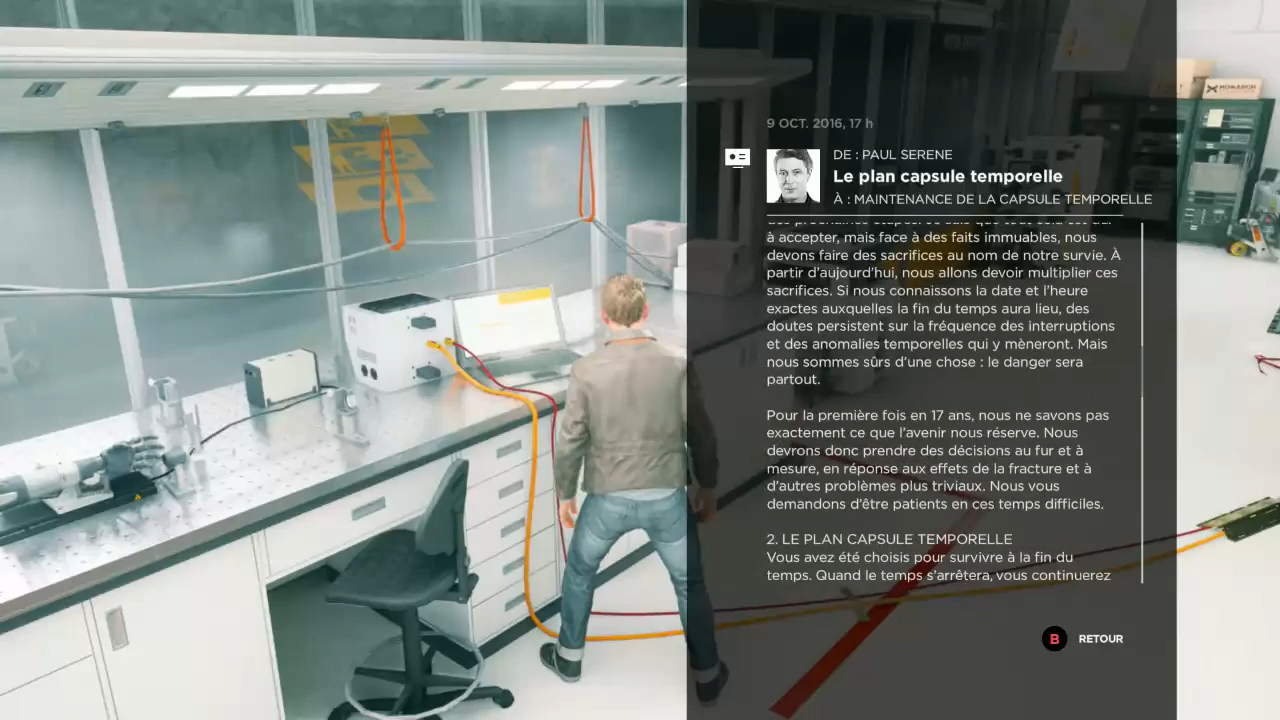 9 OCT. 2016, 17 h
DE : PAUL SERENE
Le plan capsule temporelle
À : MAINTENANCE DE LA CAPSULE TEMPORELLE
à accepter, mais face à des faits immuables, nous
devons faire des sacrifices au nom de notre survie. À
partir d'aujourd'hui, nous allons devoir multiplier ces
sacrifices. Si nous connaissons la date et l'heure
exactes auxquelles la fin du temps aura lieu, des
doutes persistent sur la fréquence des interruptions
et des anomalies temporelles qui y mèneront. Mais
nous sommes sûrs d'une chose : le danger sera
partout.
Pour la première fois en 17 ans, nous ne savons pas
exactement ce que l'avenir nous réserve. Nous
devrons donc prendre des décisions au fur et à
mesure, en réponse aux effets de la fracture et à
d'autres problèmes plus triviaux. Nous vous
demandons d'être patients en ces temps difficiles.
2. LE PLAN CAPSULE TEMPORELLE
Vous avez été choisis pour survivre à la fin du
temps. Quand le temps s'arrêtera, vous continuerez
B RETOUR
MONARCH